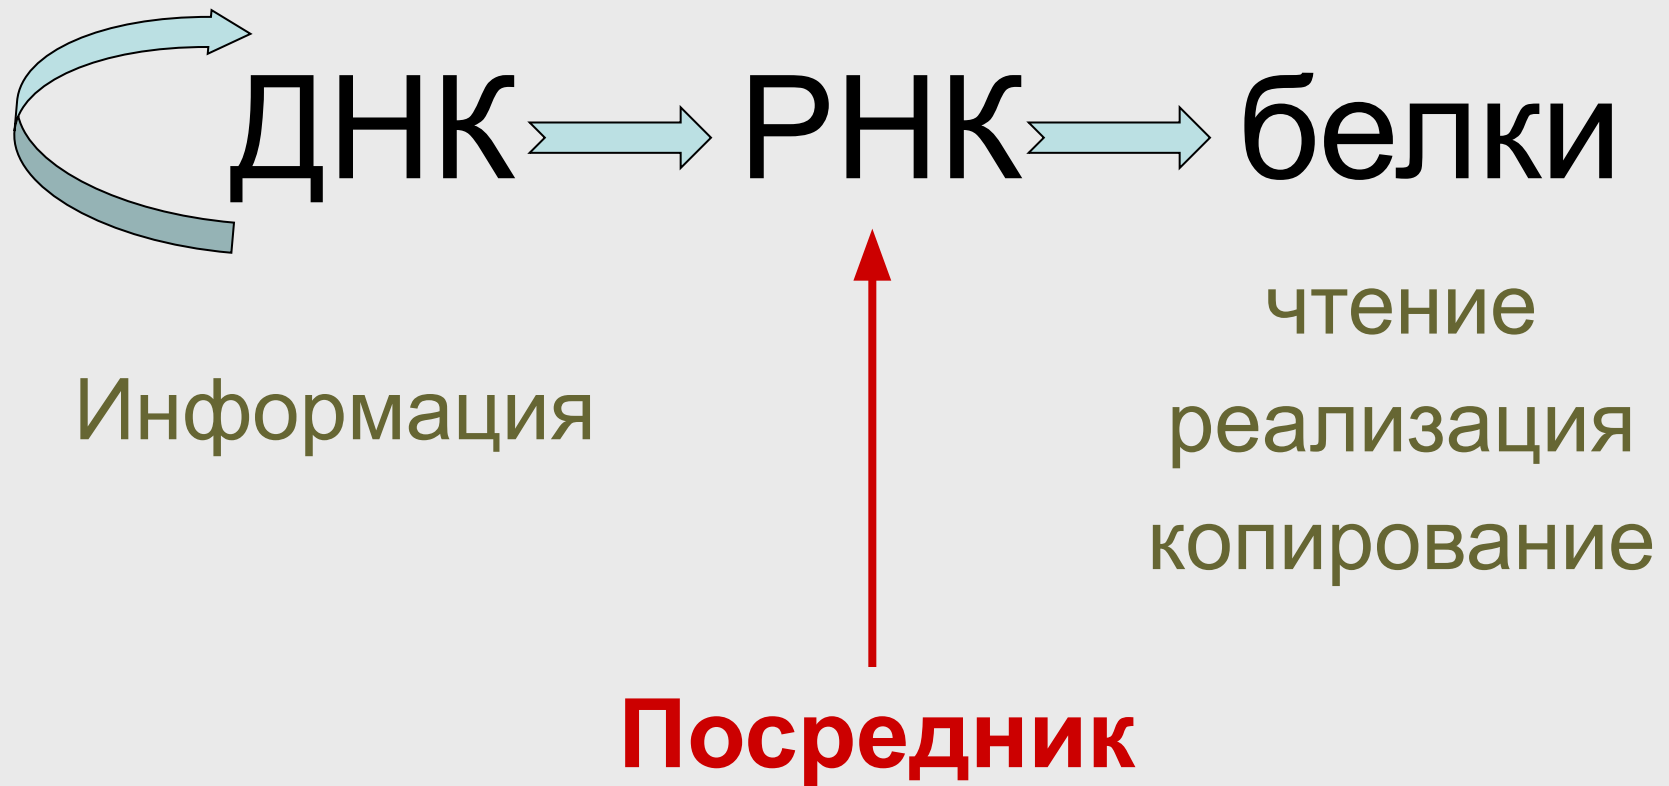 ДНК РНК белки
чтение
Информация
реализация
копирование
Посредник